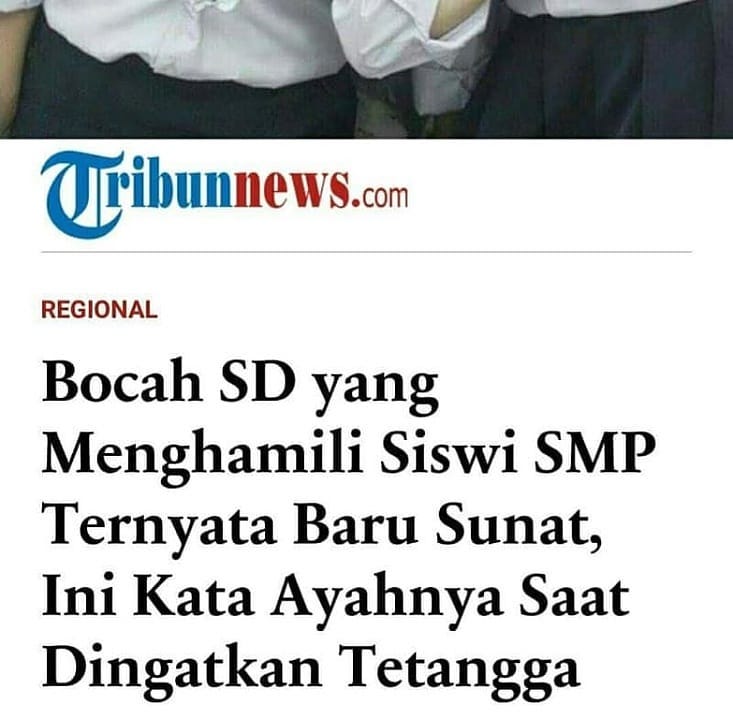 Tribunnews.com
REGIONAL
Bocah SD yang
Menghamili Siswi SMP
Ternyata Baru Sunat,
Ini Kata Ayahnya Saat
Dingatkan Tetangga